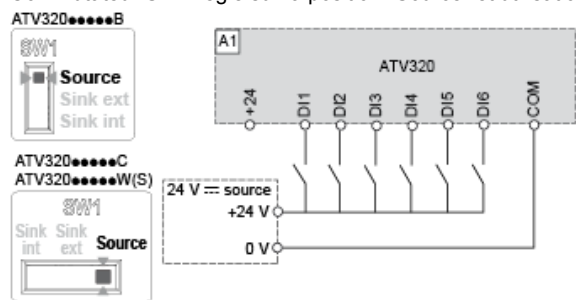 ATV320●●●●●B
SW1
Source
Sink ext
Sink int
ATV320●●●●●C
ATV320●●●●●W(S)
SW1
Sink int
Sink ext
Source
A1
ATV320
+24
DI1
DI2
DI3
DI4
DI5
DI6
COM
24 V ⎓ source
+24 V
0 V